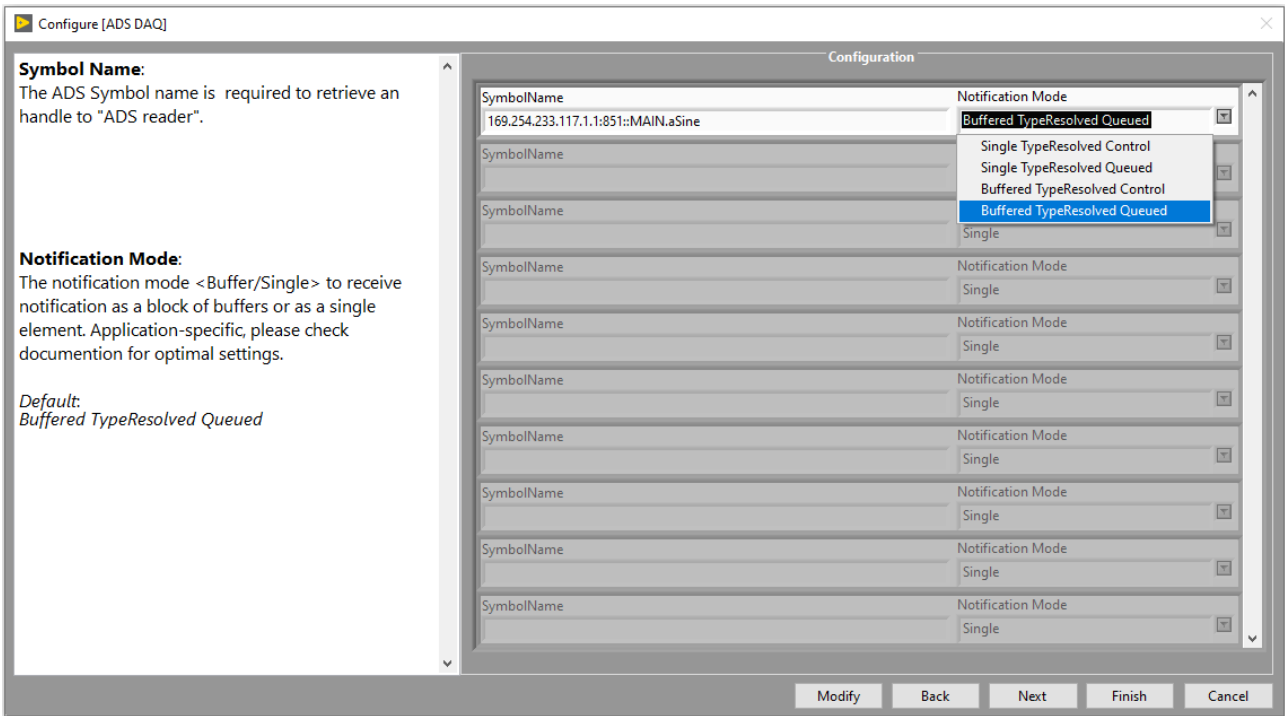 Configure [ADS DAQ]
Symbol Name:
The ADS Symbol name is required to retrieve an
handle to "ADS reader".
Notification Mode:
The notification mode <Buffer/Single> to receive
notification as a block of buffers or as a single
element. Application-specific, please check
documention for optimal settings.
Default:
Buffered TypeResolved Queued
Configuration
SymbolName
Notification Mode
169.254.233.117.1.1:851::MAIN.aSine
Buffered TypeResolved Queued
Single TypeResolved Control
Single TypeResolved Queued
Buffered TypeResolved Control
Buffered TypeResolved Queued
SymbolName
SymbolName
Single
SymbolName
Notification Mode
Single
SymbolName
Notification Mode
Single
SymbolName
Notification Mode
Single
SymbolName
Notification Mode
Single
SymbolName
Notification Mode
Single
SymbolName
Notification Mode
Single
SymbolName
Notification Mode
Single
Modify
Back
Next
Finish
Cancel